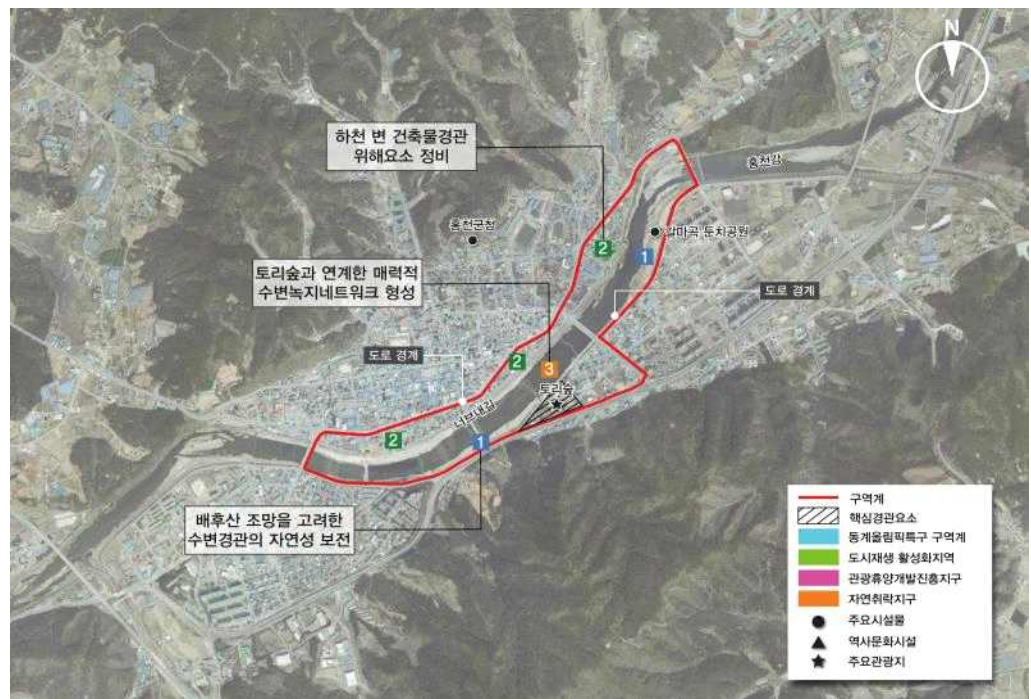 N
하천 변 건축물경관
위해요소 정비
홍천강
홍천군청
2
갈마곡 둔치공원
1
토리숲과 연계한 매력적
수변녹지네트워크 형성
도로 경계
도로 경계
2
3
토리숲
너브내길
2
1
배후산 조망을 고려한
수변경관의 자연성 보전
구역계
핵심경관요소
동계올림픽특구 구역계
도시재생 활성화지역
관광휴양개발진흥지구
자연취락지구
주요시설물
역사문화시설
주요관광지